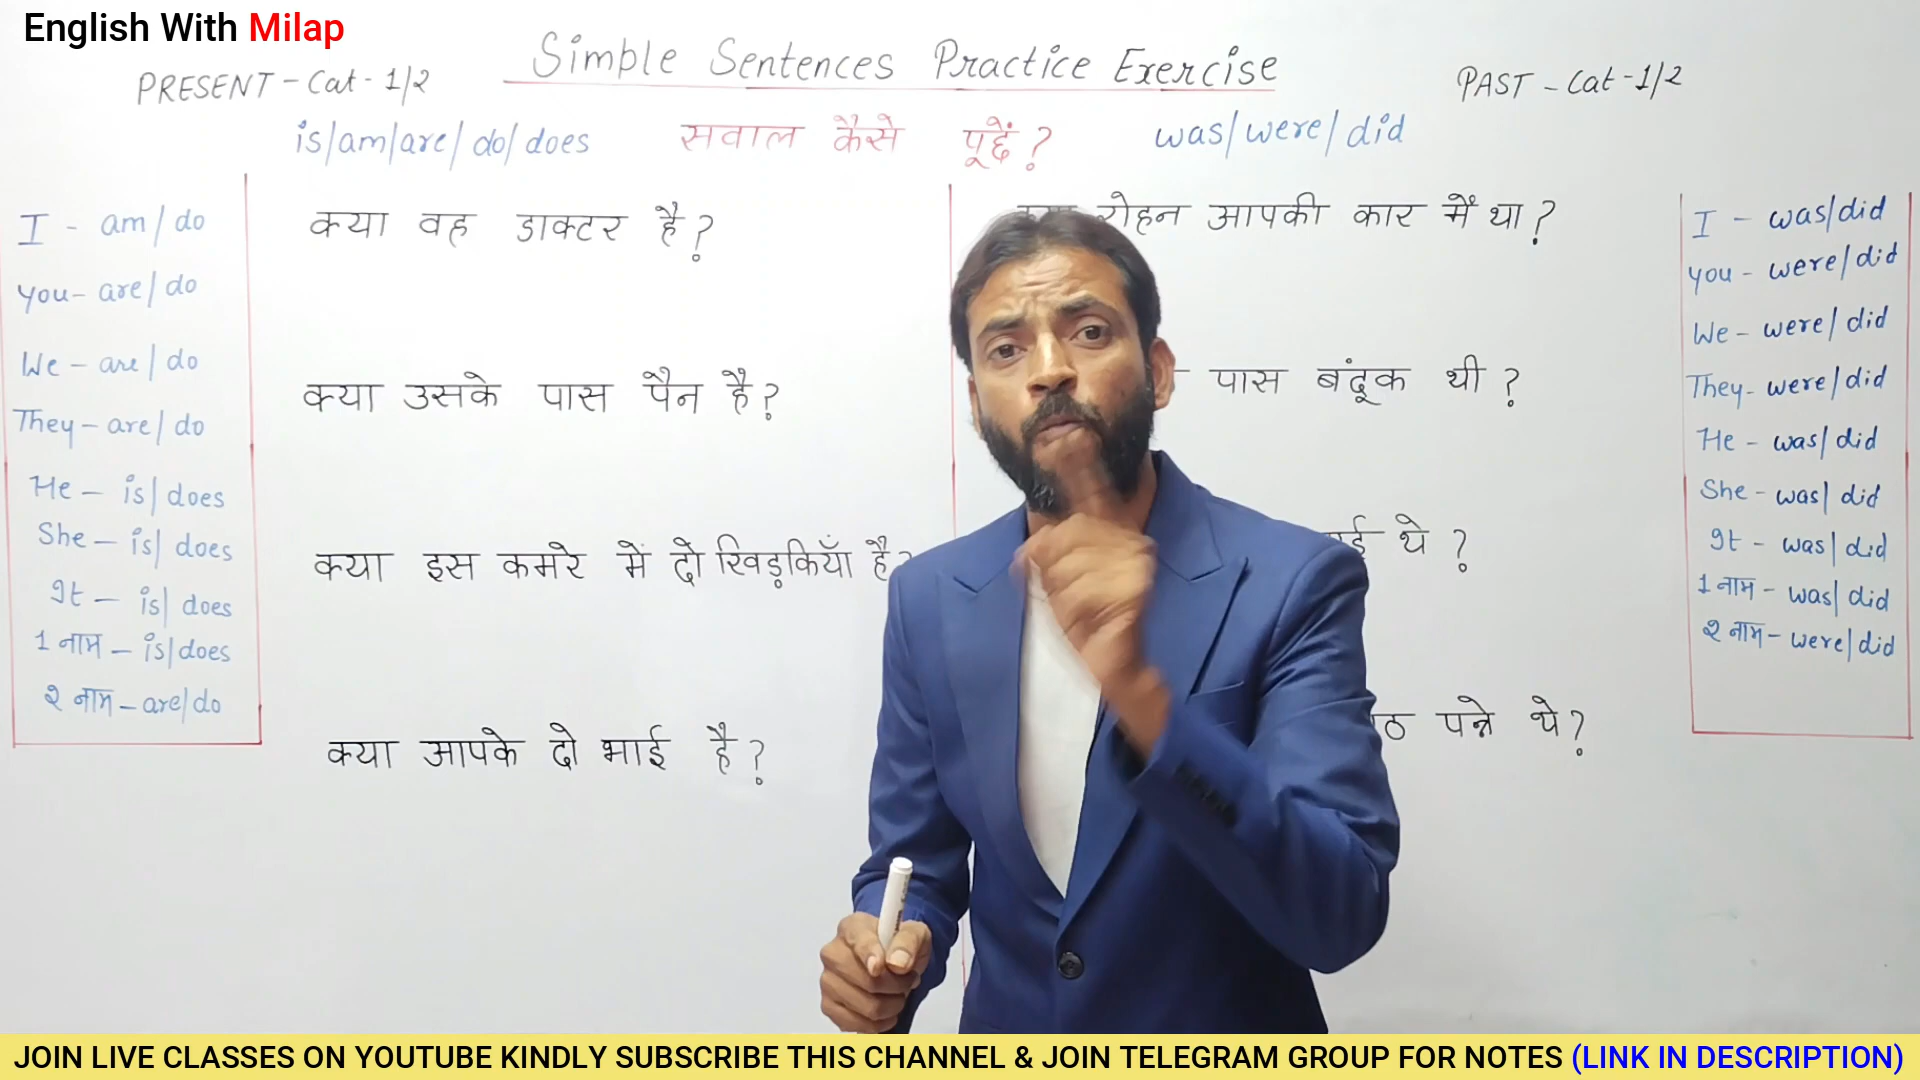 English With Milap
Simple Sentences Practice Exercise
PRESENT - Cat - 1/2
PAST - Cat - 1/2
is/am/are/do/does
सवाल कैसे पूछें?
was/were/did
I - am/do
you - are/do
We - are/do
They - are/do
He - is/does
She - is/does
It - is/does
1 नाम - is/does
२ नाम - are/do
क्या वह डाक्टर है?
क्या उसके पास पैन है?
क्या इस कमरे में दो खिड़कियाँ है?
क्या आपके दो भाई है?
रोहन आपकी कार में था?
पास बंदूक थी?
थे?
पन्ने थे?
I - was/did
you - were/did
We - were/did
They - were/did
He - was/did
She - was/did
It - was/did
1 नाम - was/did
२ नाम - were/did
JOIN LIVE CLASSES ON YOUTUBE KINDLY SUBSCRIBE THIS CHANNEL & JOIN TELEGRAM GROUP FOR NOTES (LINK IN DESCRIPTION)